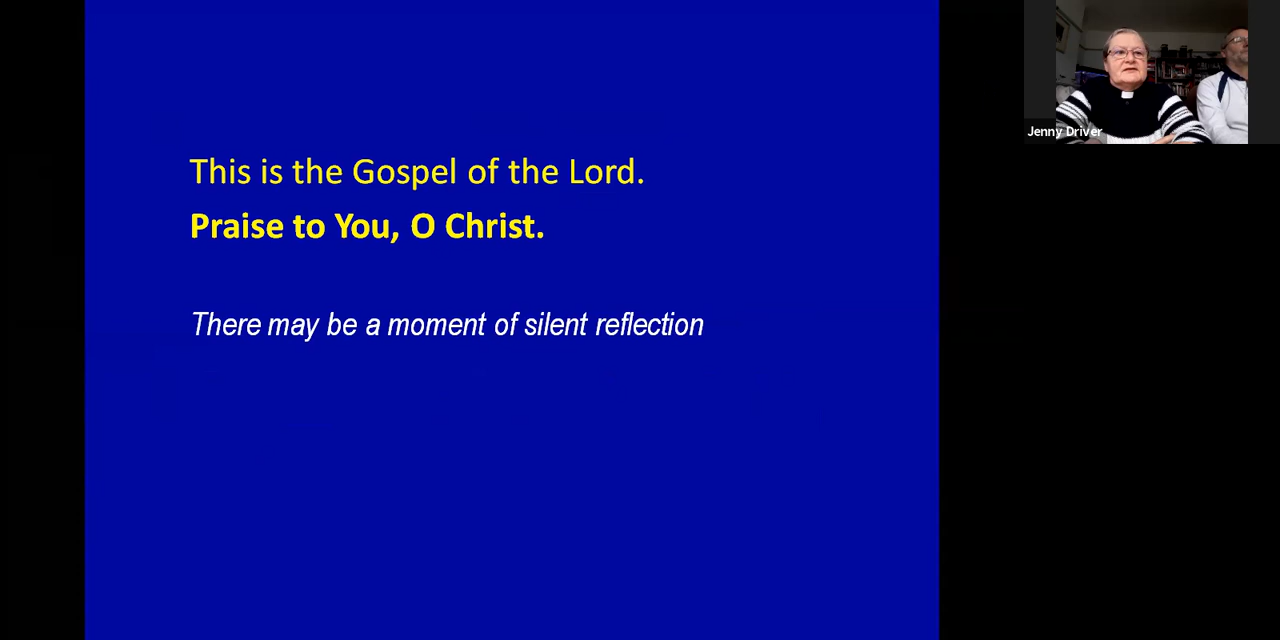 This is the Gospel of the Lord.
Praise to You, O Christ.
There may be a moment of silent reflection
Jenny Driver